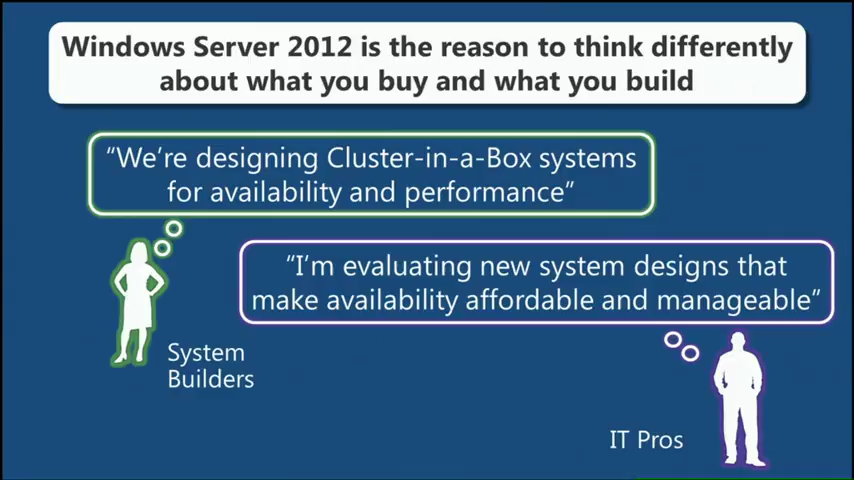 Windows Server 2012 is the reason to think differently
about what you buy and what you build
“We’re designing Cluster-in-a-Box systems
for availability and performance”
“I’m evaluating new system designs that
make availability affordable and manageable”
System
Builders
IT Pros